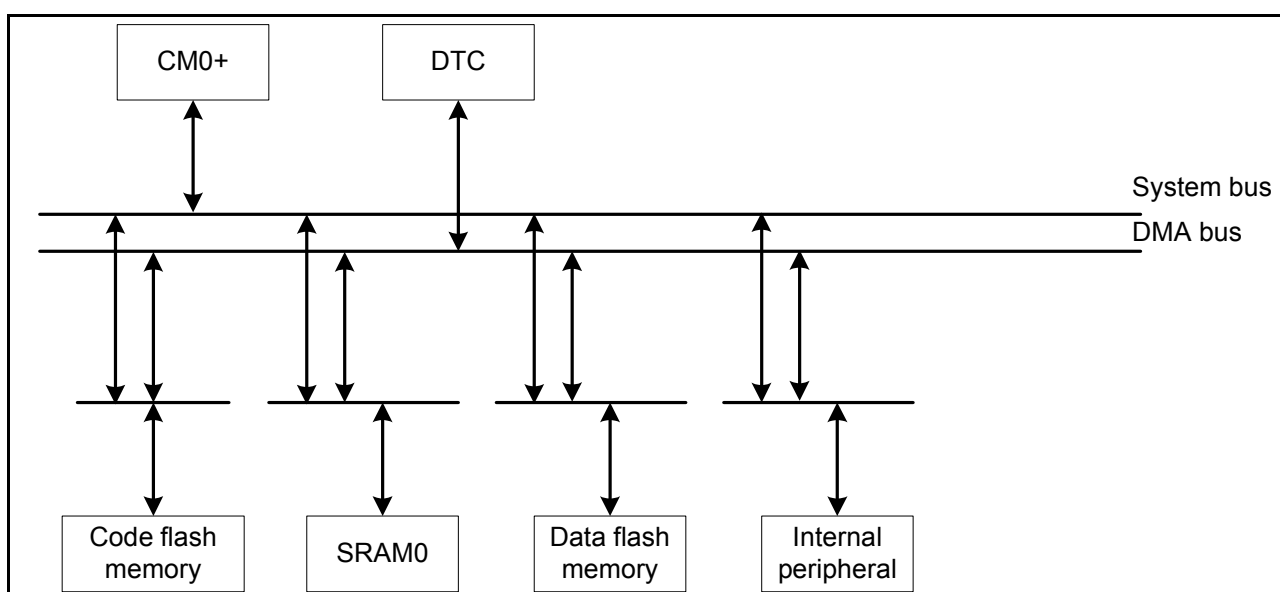 CM0+
DTC
System bus
DMA bus
Code flash
memory
SRAM0
Data flash
memory
Internal
peripheral